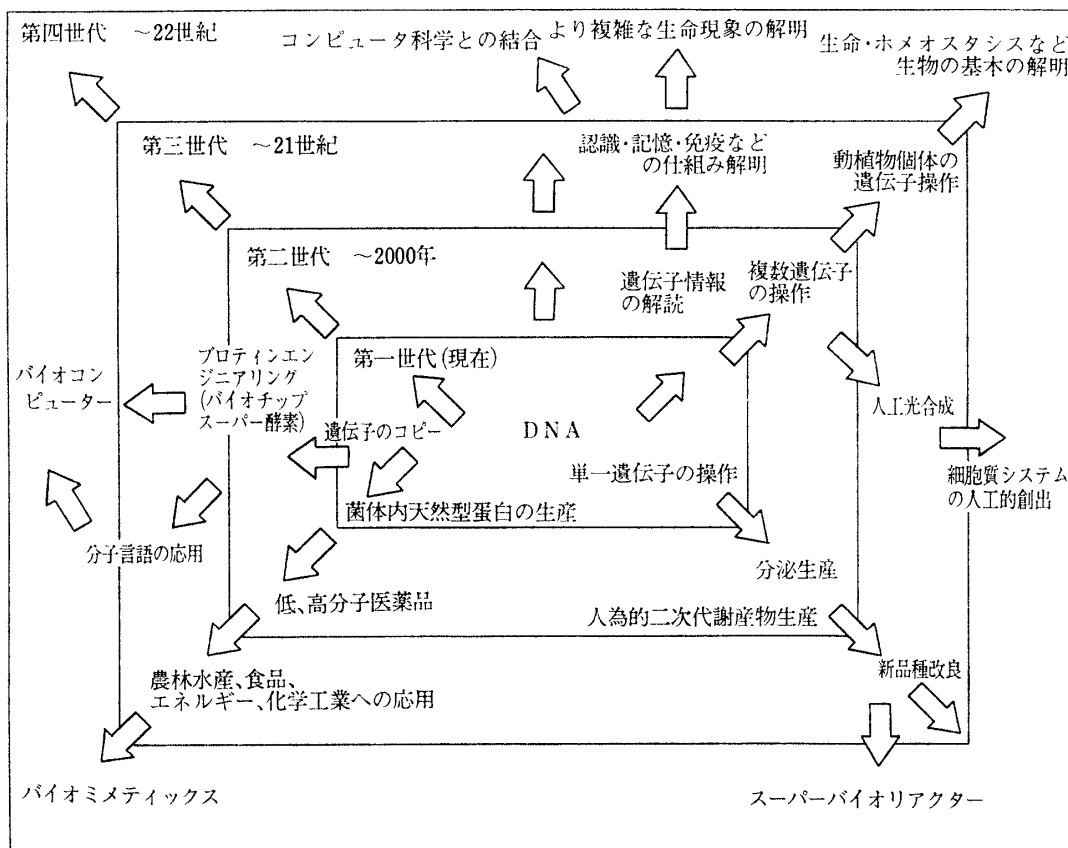 第四世代　～22世紀
コンピュータ科学との結合
より複雑な生命現象の解明
生命・ホメオスタシスなど
生物の基本の解明
第三世代　～21世紀
認識・記憶・免疫など
の仕組み解明
動植物個体の
遺伝子操作
第二世代　～2000年
遺伝子情報
の解読
複数遺伝子
の操作
第一世代(現在)
プロティンエン
ジニアリング
(バイオチップ
スーパー酵素)
バイオコン
ピューター
遺伝子のコピー
DNA
人工光合成
単一遺伝子の操作
細胞質システム
の人工的創出
菌体内天然型蛋白の生産
分子言語の応用
分泌生産
低、高分子医薬品
人為的二次代謝産物生産
農林水産、食品、
エネルギー、化学工業への応用
新品種改良
バイオミメティックス
スーパーバイオリアクター